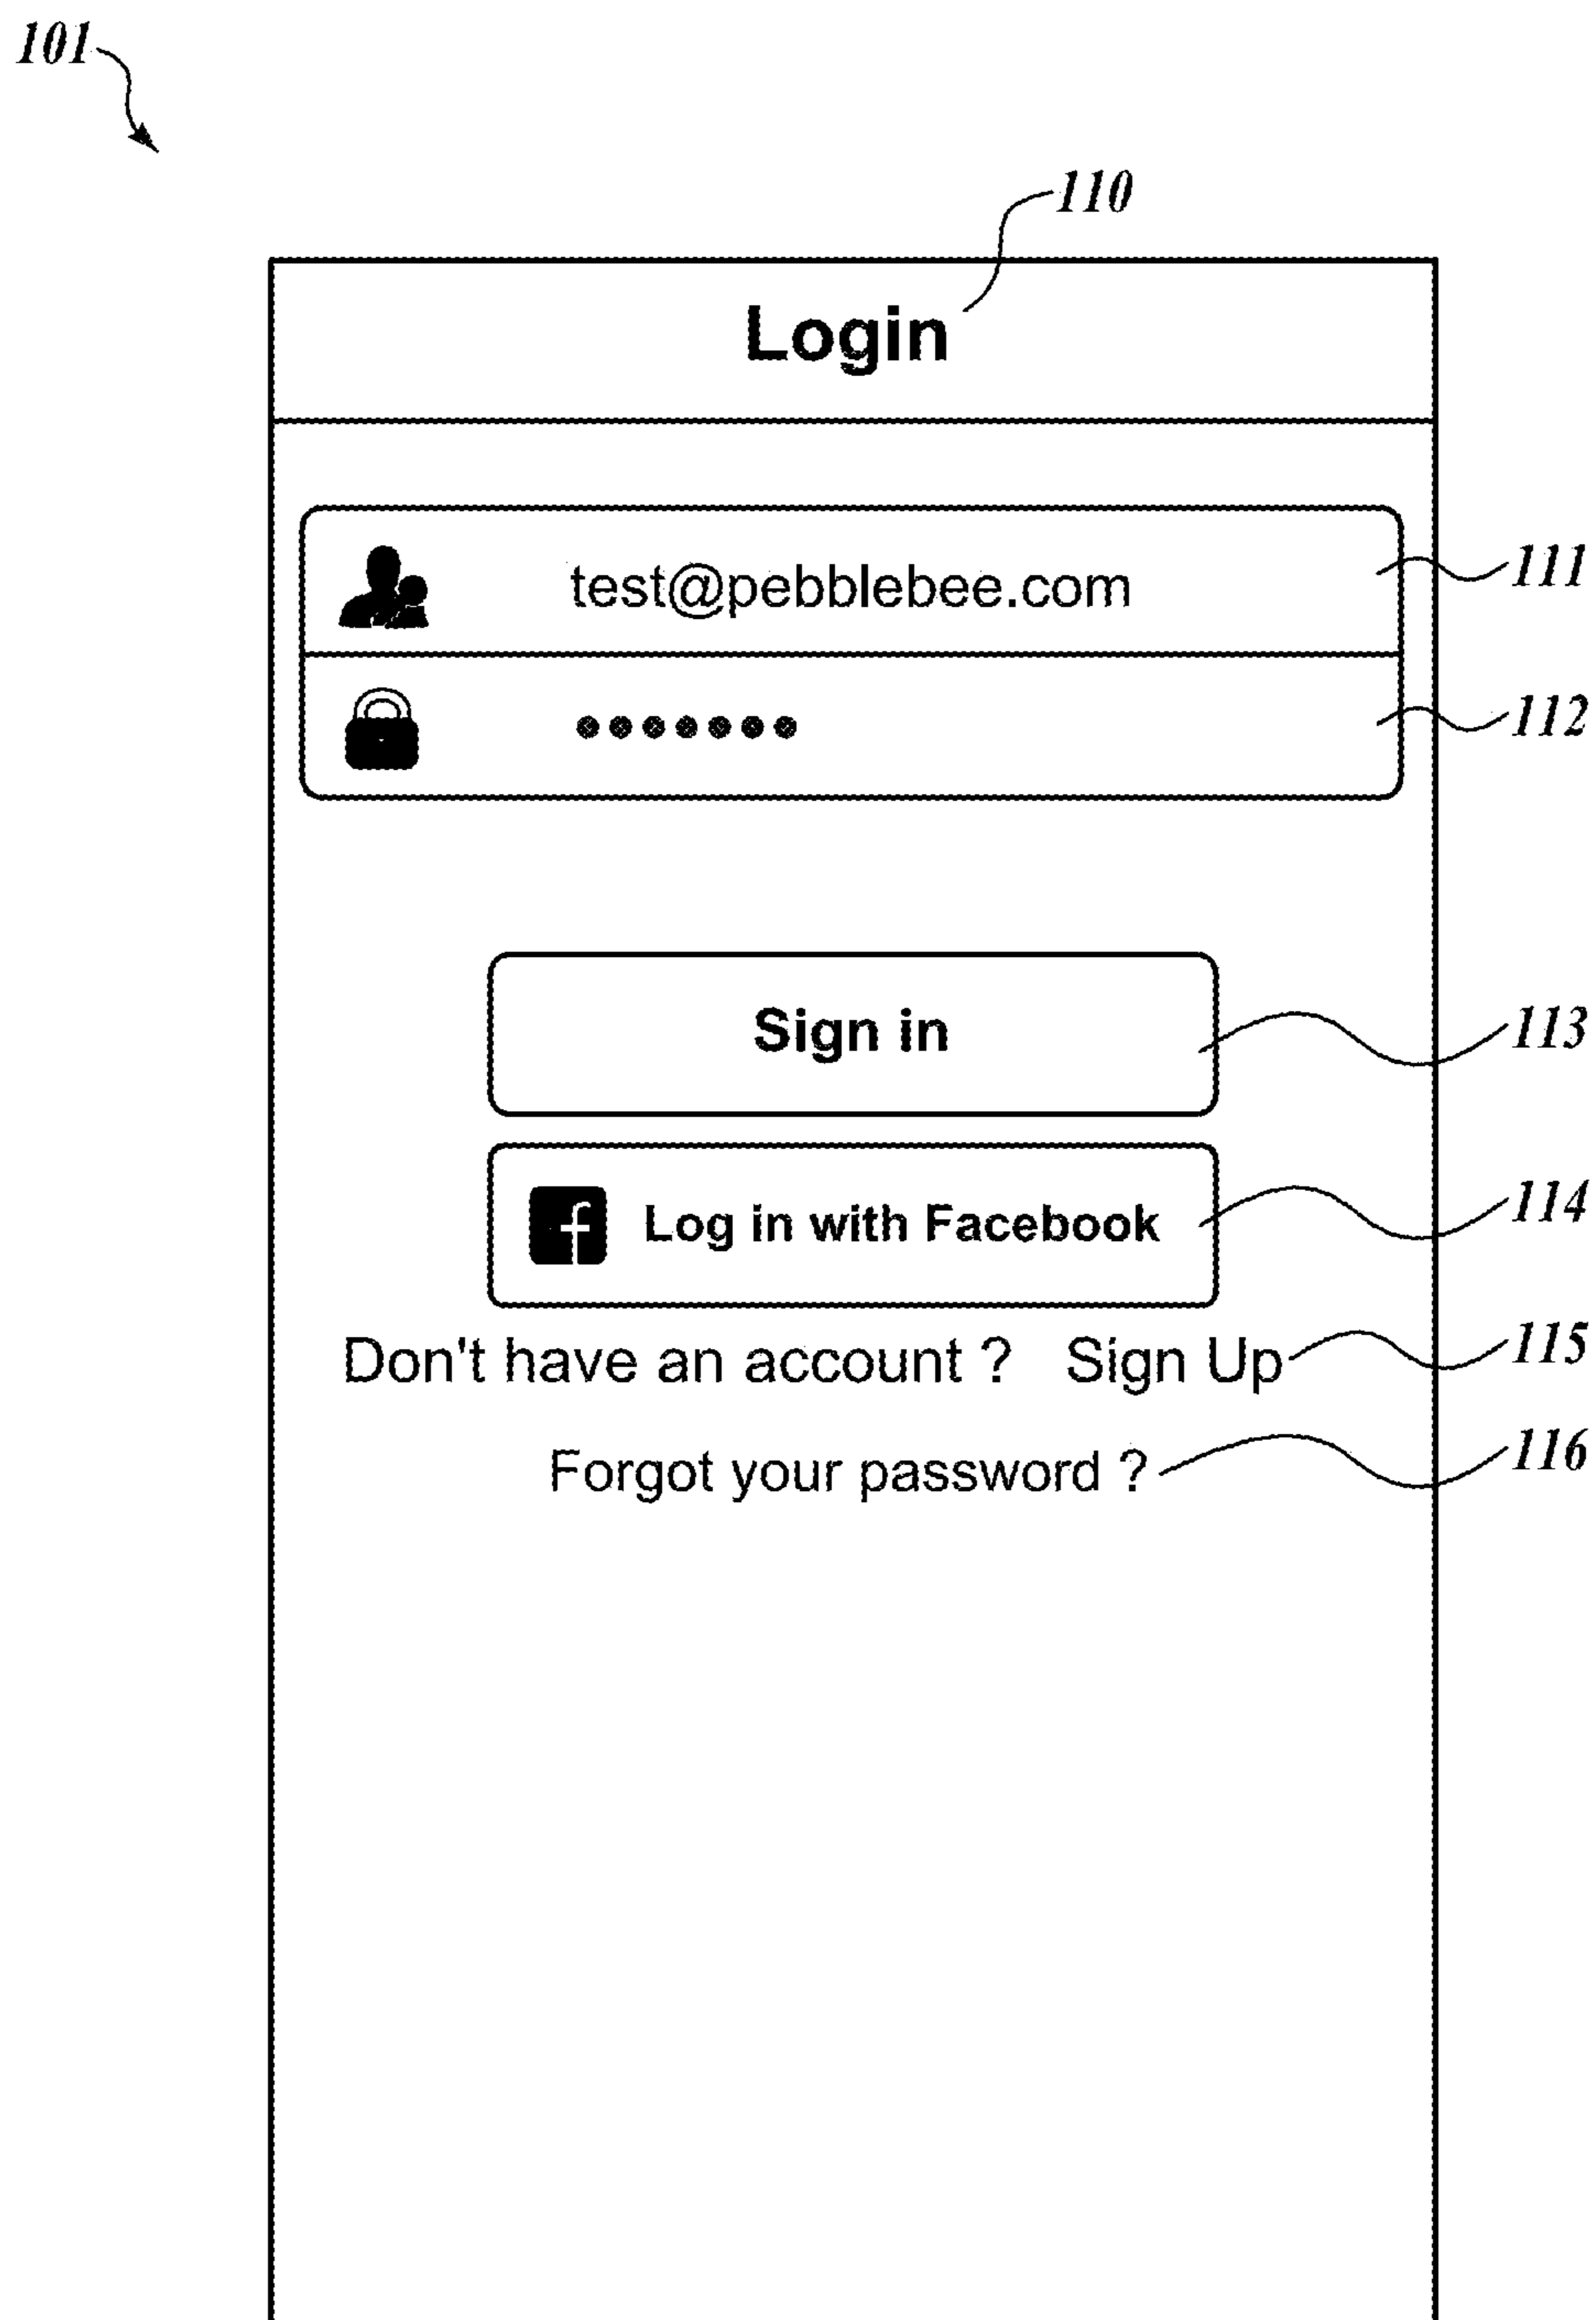 101
110
Login
test@pebblebee.com 111
••••••• 112
Sign in 113
f Log in with Facebook 114
Don't have an account ? Sign Up 115
Forgot your password ? 116